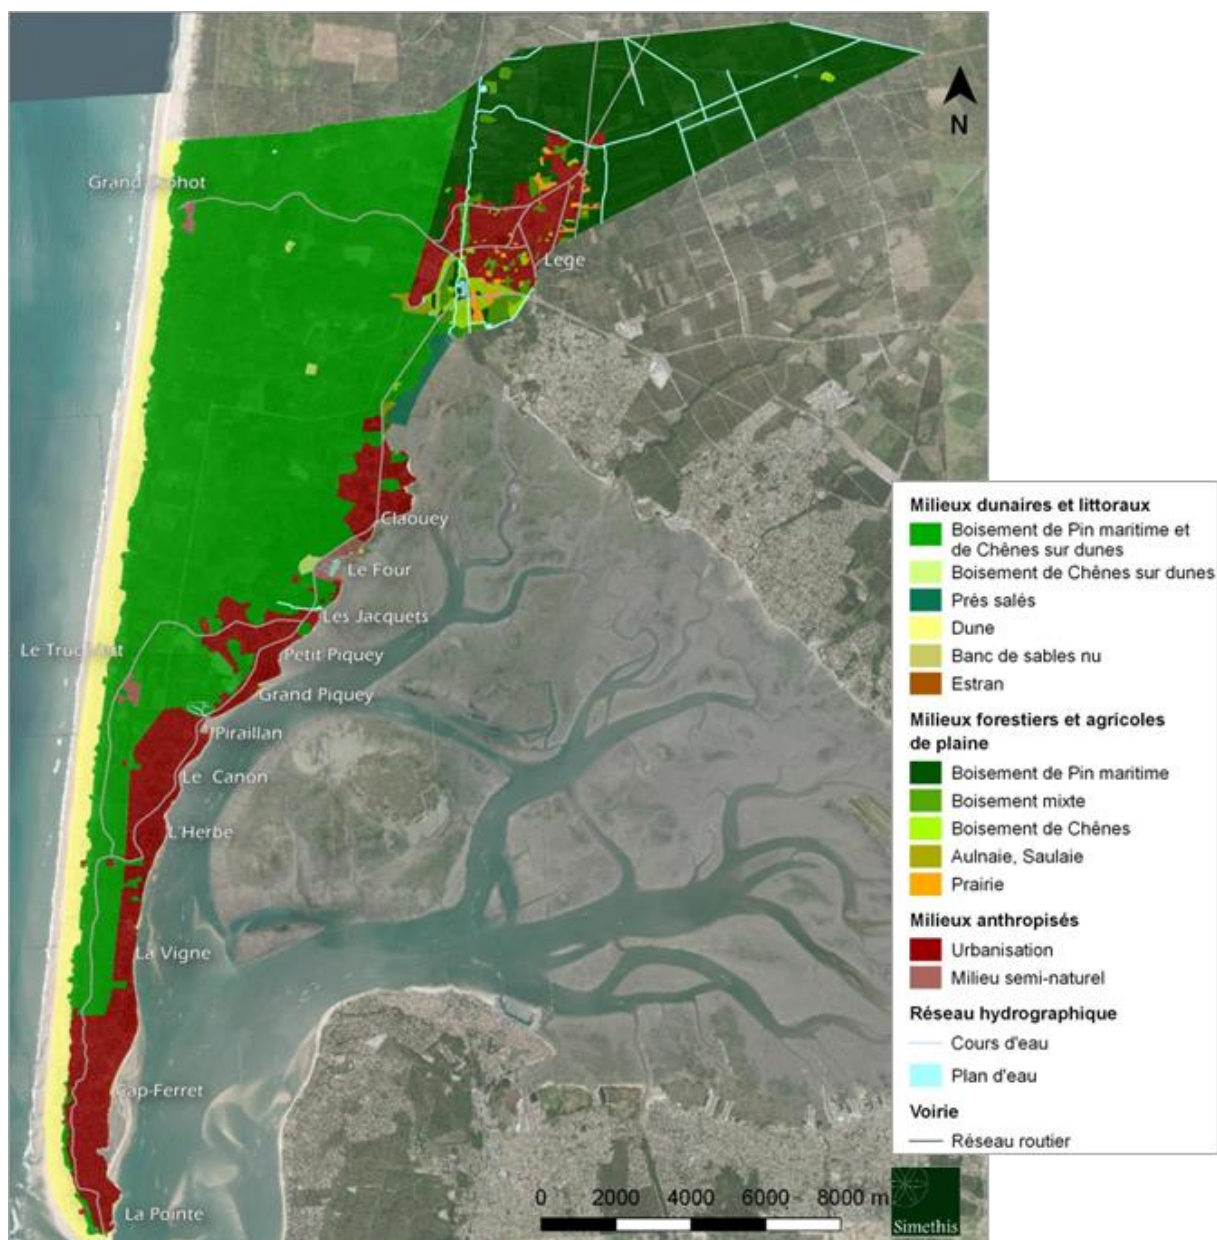 N
Grand Crohot
Lège
Claouey
Le Four
Les Jacquets
Le Truc Vert
Petit Piquey
Grand Piquey
Piraillan
Le Canon
L'Herbe
La Vigne
Cap-Ferret
La Pointe
0 2000 4000 6000 8000 m
Simethis
Milieux dunaires et littoraux
Boisement de Pin maritime et
de Chênes sur dunes
Boisement de Chênes sur dunes
Prés salés
Dune
Banc de sables nu
Estran
Milieux forestiers et agricoles
de plaine
Boisement de Pin maritime
Boisement mixte
Boisement de Chênes
Aulnaie, Saulaie
Prairie
Milieux anthropisés
Urbanisation
Milieu semi-naturel
Réseau hydrographique
Cours d'eau
Plan d'eau
Voirie
Réseau routier